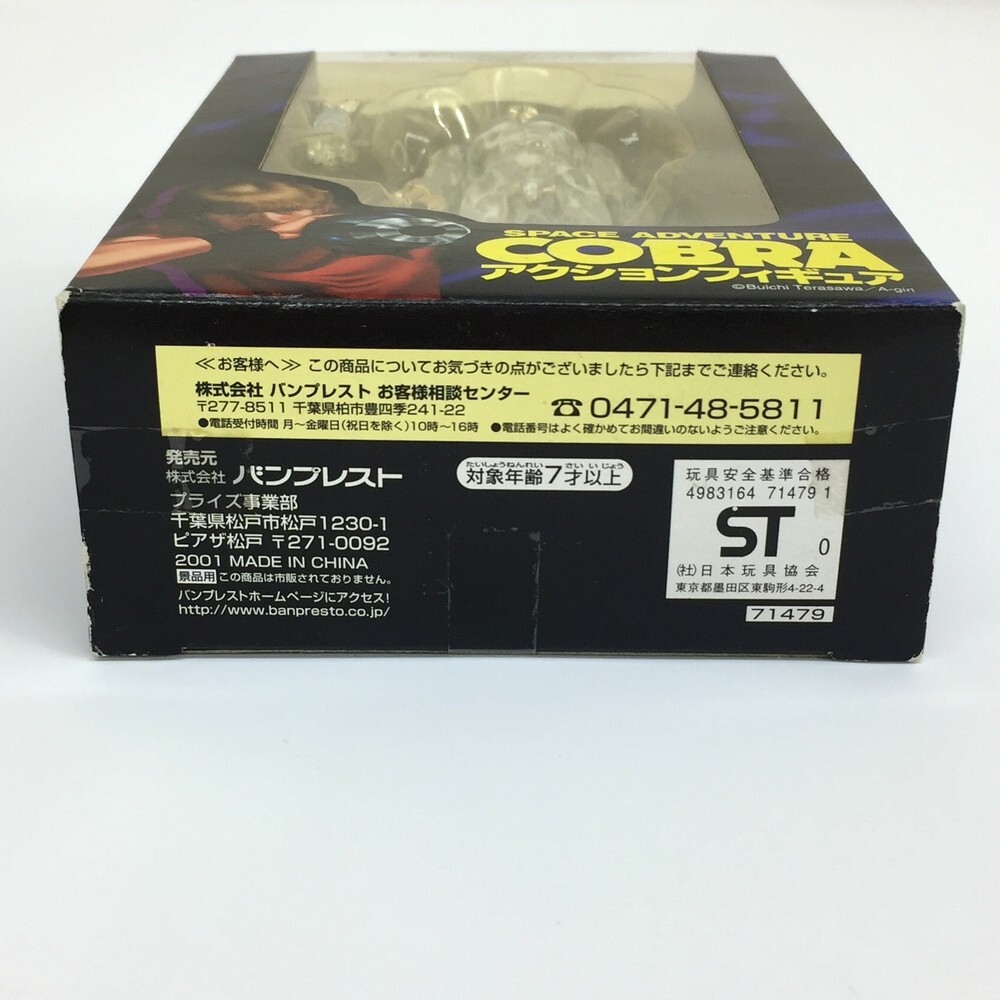 SPACE ADVENTURE
COBRA
アクションフィギュア
©Buichi Terasawa/A-gin
≪お客様へ≫ この商品についてお気づきの点がございましたら下記までご連絡ください。
株式会社 バンプレスト お客様相談センター
〒277-8511 千葉県柏市豊四季241-22
☎0471-48-5811
●電話受付時間 月~金曜日(祝日を除く)10時~16時 ●電話番号はよく確かめてお間違いのないようご注意ください。
発売元
株式会社 バンプレスト
プライズ事業部
千葉県松戸市松戸1230-1
ピアザ松戸 〒271-0092
2001 MADE IN CHINA
景品用 この商品は市販されておりません。
バンプレストホームページにアクセス!
http://www.banpresto.co.jp/
たいしょうねんれい さい いじょう
対象年齢7才以上
玩具安全基準合格
4983164 71479 1
ST 0
(社)日本玩具協会
東京都墨田区東駒形4-22-4
71479